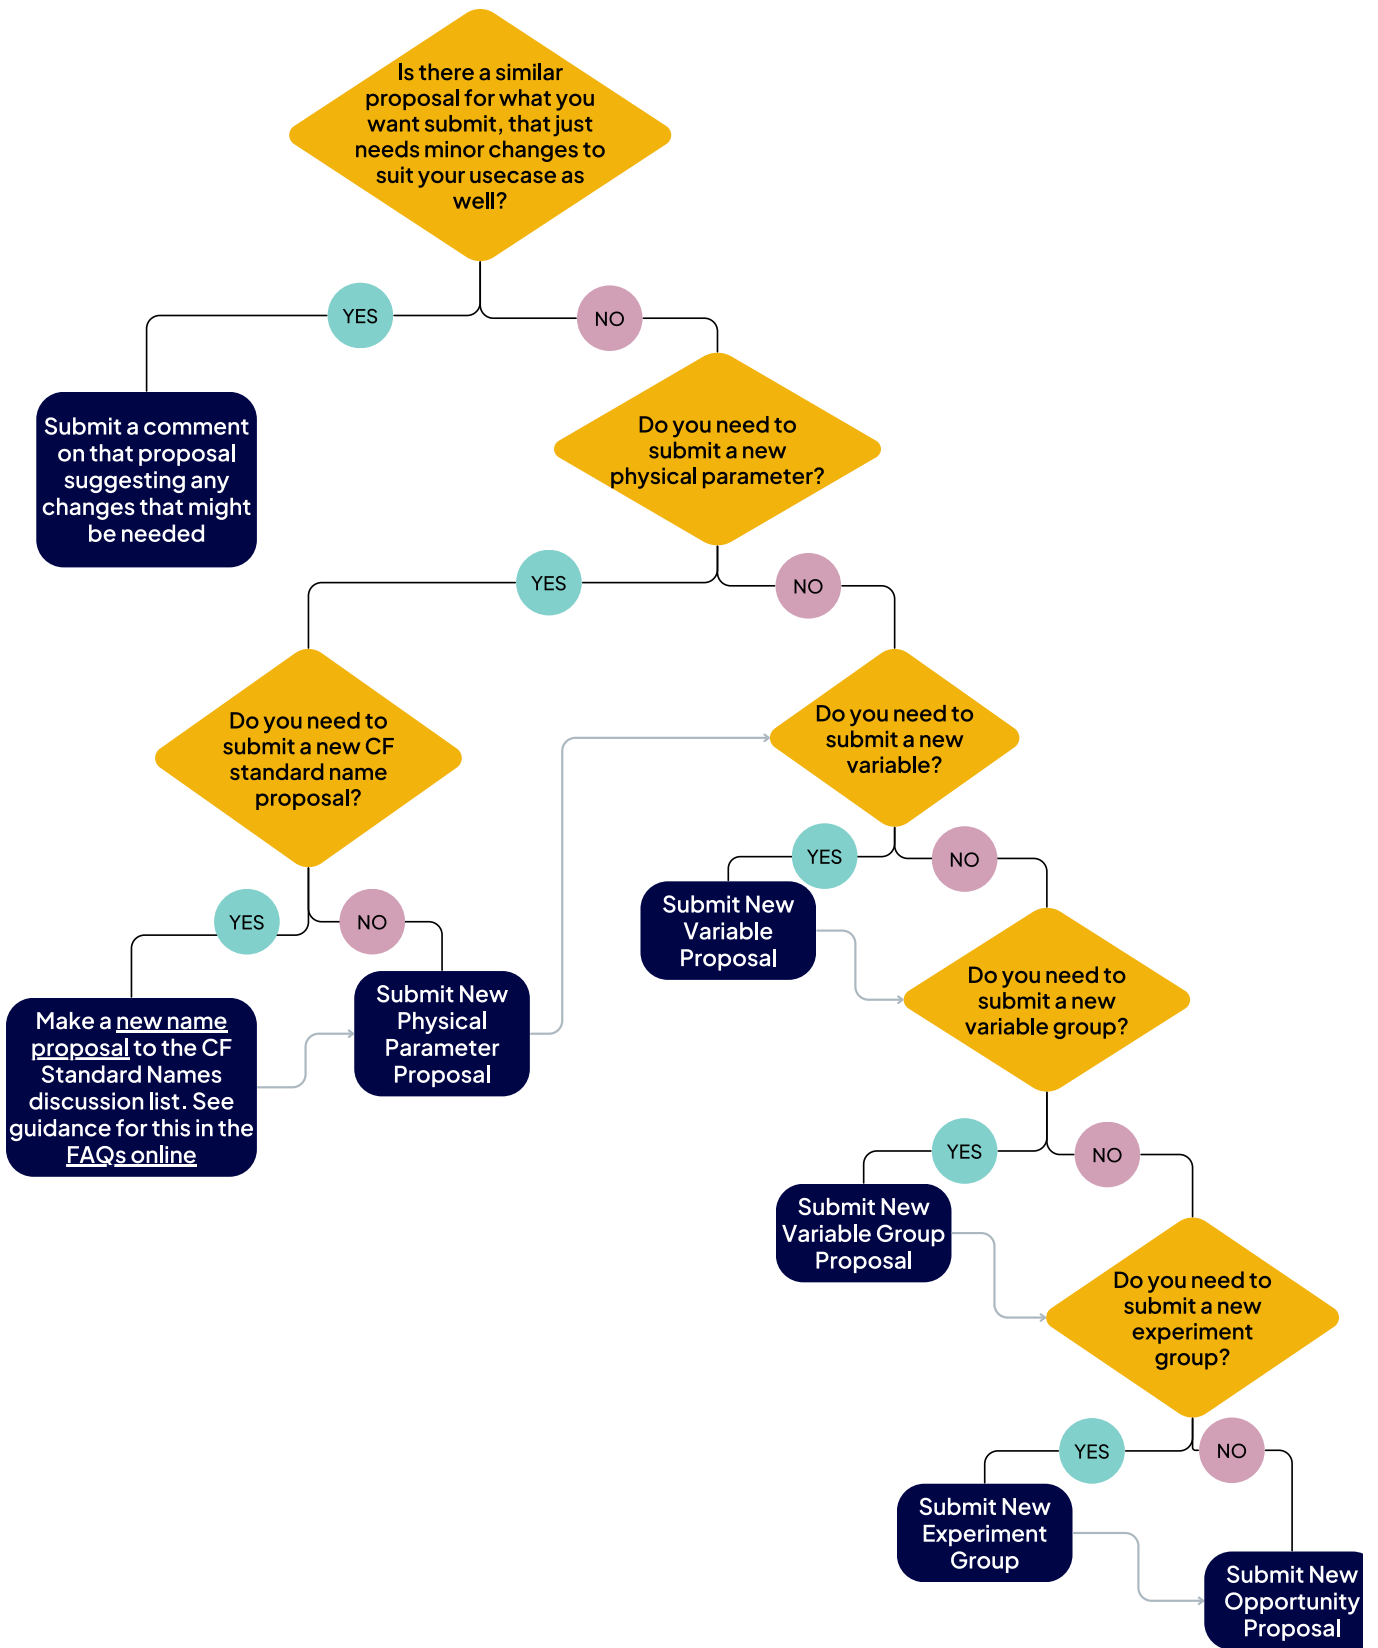 Is there a similar
proposal for what you
want submit, that just
needs minor changes to
suit your usecase as
well?
YES
NO
Submit a comment
on that proposal
suggesting any
changes that might
be needed
Do you need to
submit a new
physical parameter?
YES
NO
Do you need to
submit a new CF
standard name
proposal?
Do you need to
submit a new
variable?
YES
NO
YES
NO
Submit New
Variable
Proposal
Make a new name
proposal to the CF
Standard Names
discussion list. See
guidance for this in the
FAQs online
Submit New
Physical
Parameter
Proposal
Do you need to
submit a new
variable group?
YES
NO
Submit New
Variable Group
Proposal
Do you need to
submit a new
experiment
group?
YES
NO
Submit New
Experiment
Group
Submit New
Opportunity
Proposal